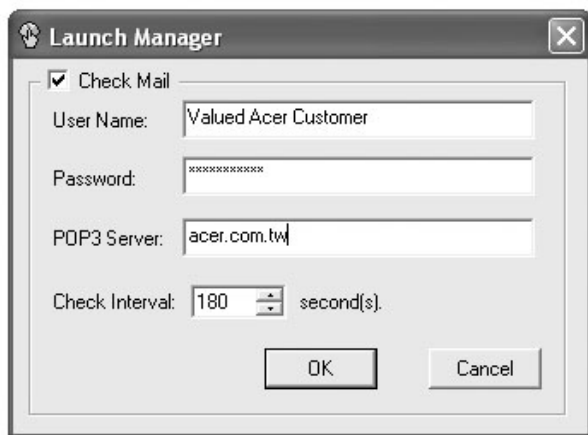 Launch Manager
Check Mail
User Name: Valued Acer Customer
Password: ***********
POP3 Server: acer.com.tw
Check Interval: 180 second(s).
OK Cancel